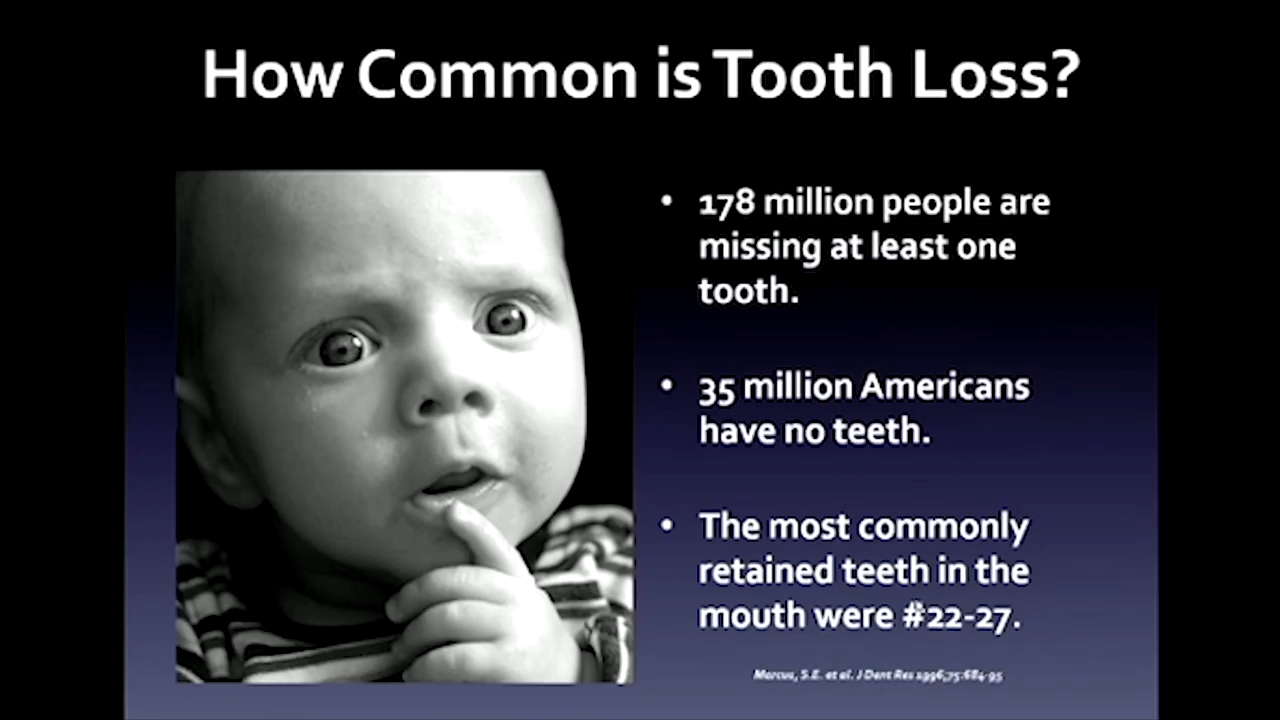 How Common is Tooth Loss?
• 178 million people are
missing at least one
tooth.
• 35 million Americans
have no teeth.
• The most commonly
retained teeth in the
mouth were #22-27.
Marcus, S.E. et al. J Dent Res 1996;75:684-95